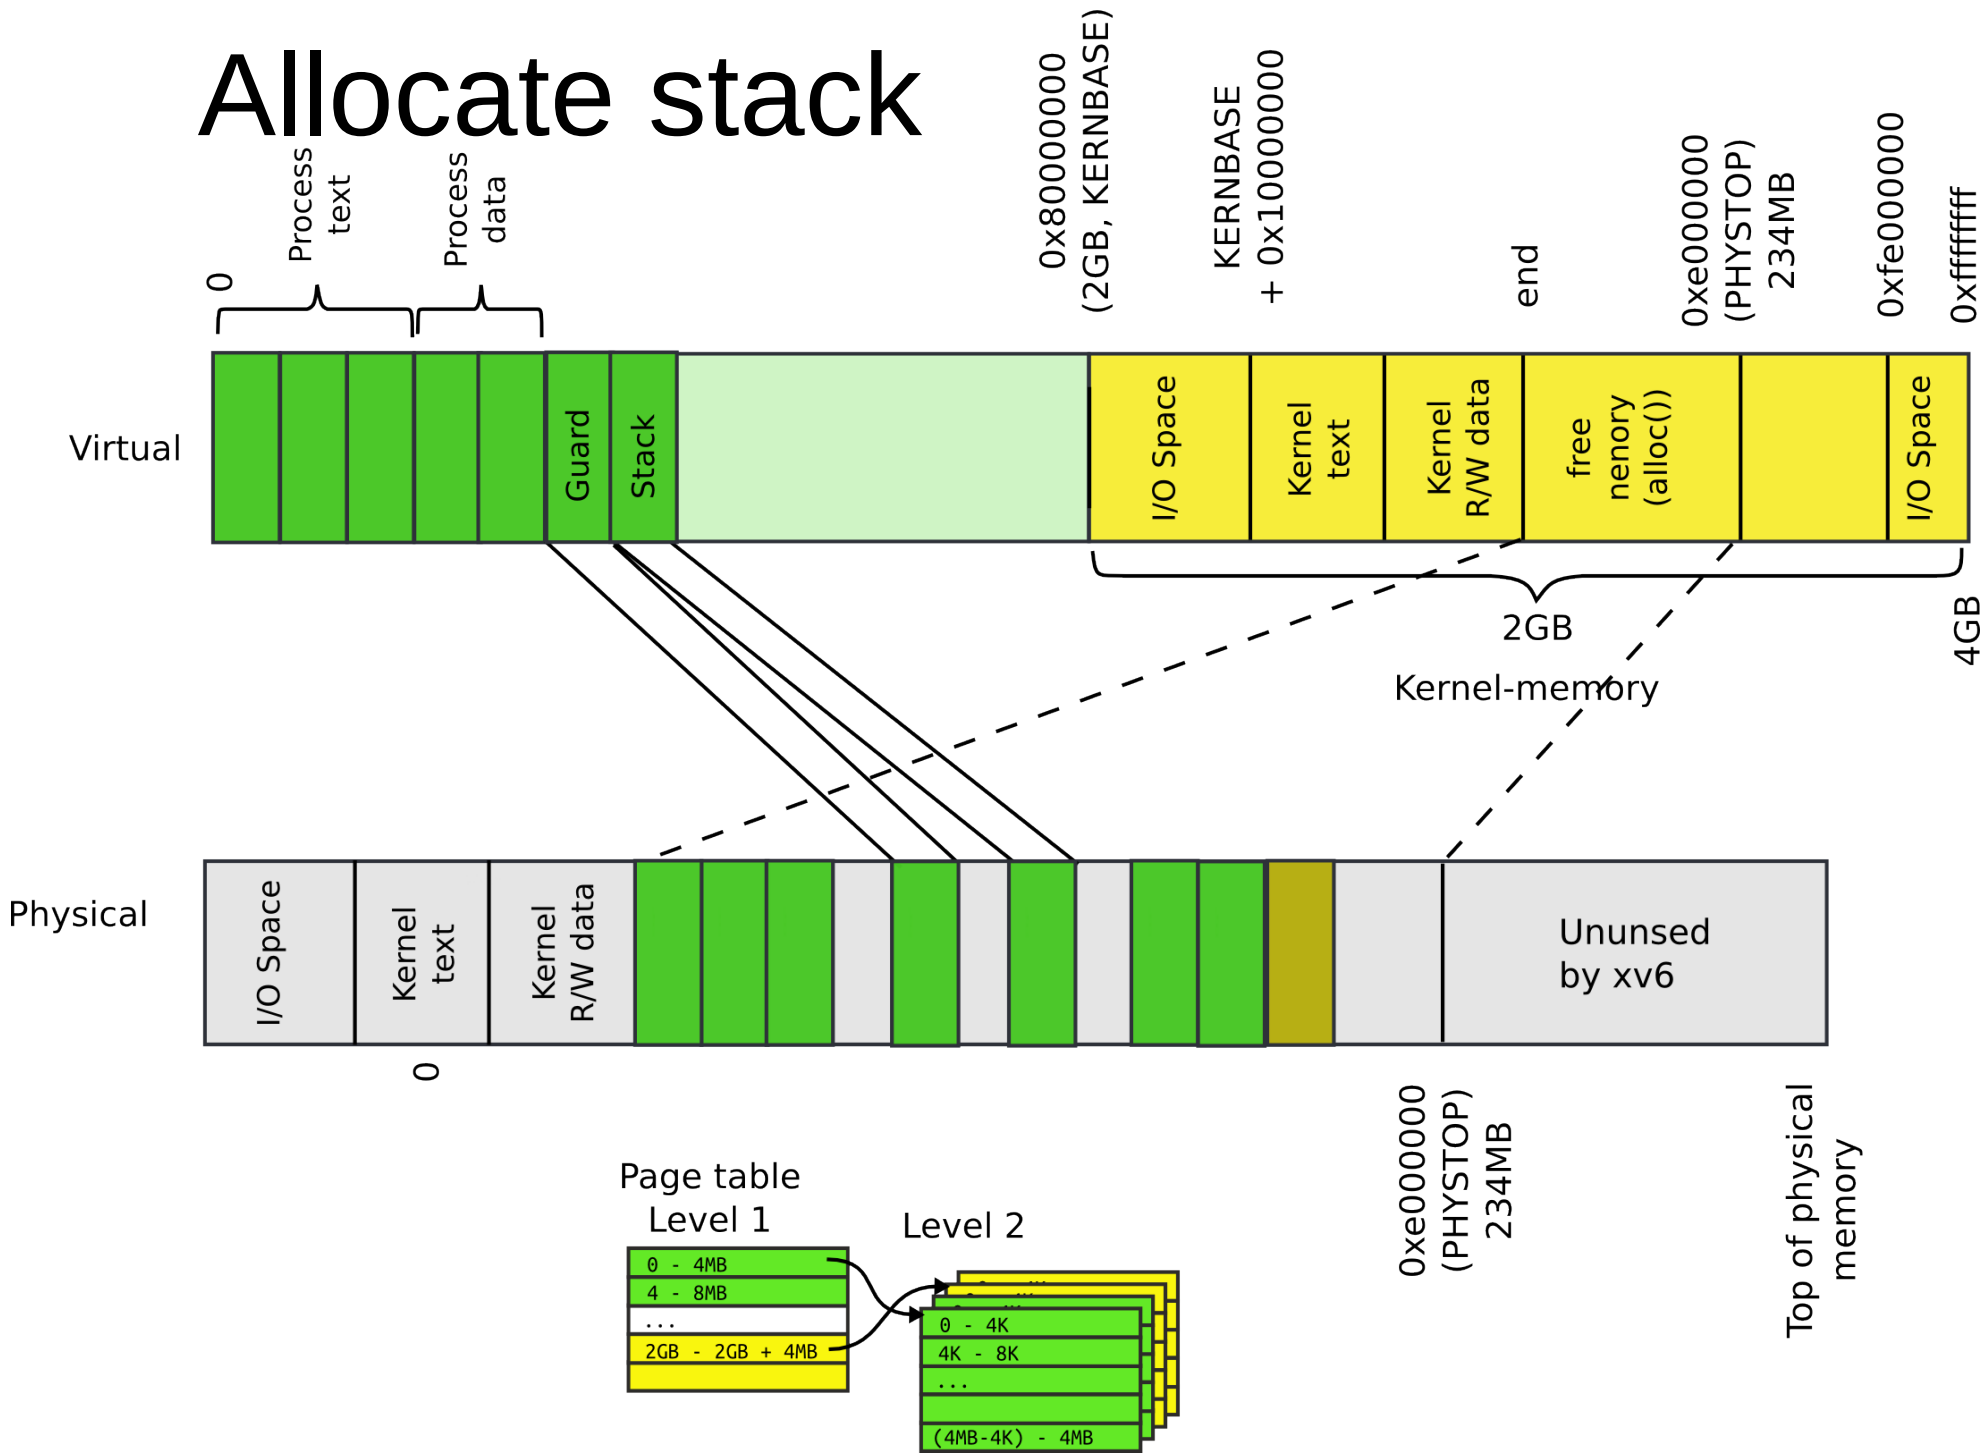 Allocate stack
0
Process
text
Process
data
0x80000000
(2GB, KERNBASE)
KERNBASE
+ 0x1000000
end
0xe000000
(PHYSTOP)
234MB
0xfe000000
0xffffffff
Virtual
Guard
Stack
I/O Space
Kernel
text
Kernel
R/W data
free
nenory
(alloc())
I/O Space
2GB
4GB
Kernel-memory
Physical
I/O Space
Kernel
text
Kernel
R/W data
Ununsed
by xv6
0
0xe000000
(PHYSTOP)
234MB
Top of physical
memory
Page table
Level 1
0 - 4MB
4 - 8MB
...
2GB - 2GB + 4MB
Level 2
0 - 4K
4K - 8K
...
(4MB-4K) - 4MB